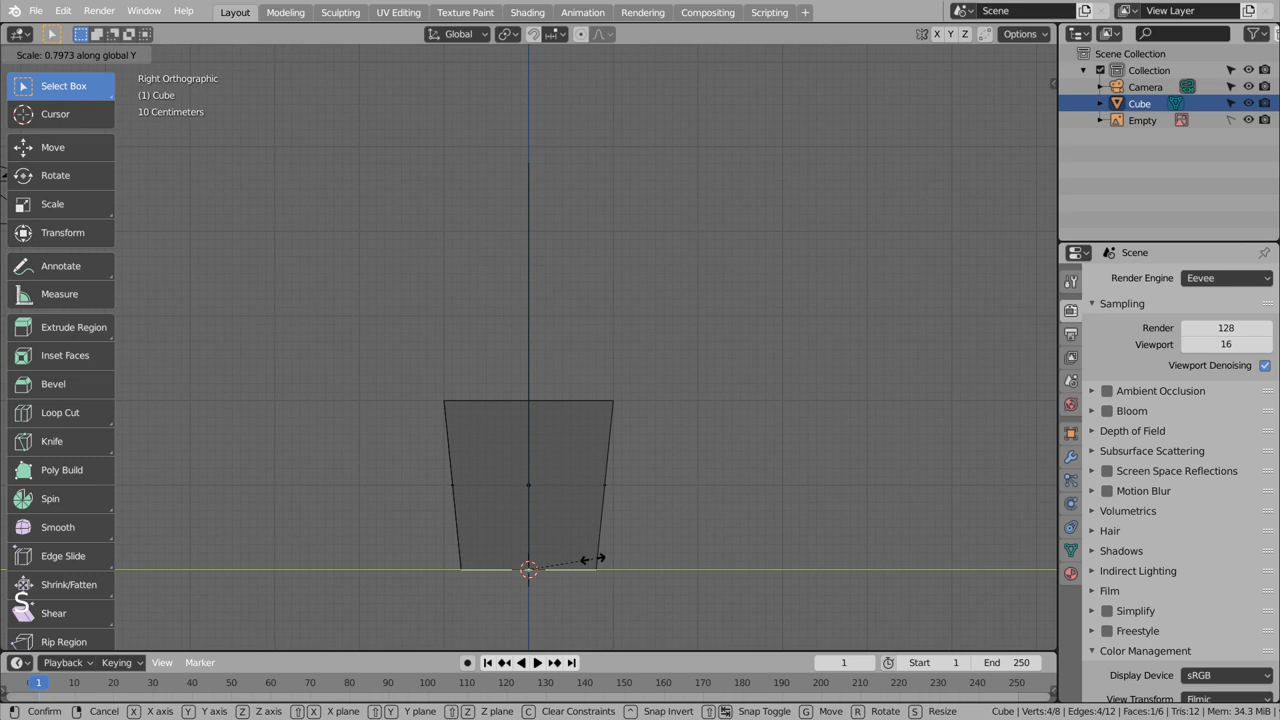 File Edit Render Window Help Layout Modeling Sculpting UV Editing Texture Paint Shading Animation Rendering Compositing Scripting + Scene View Layer
Global X Y Z Options
Scale: 0.7973 along global Y
Scene Collection
Collection
Camera
Cube
Empty
Right Orthographic
(1) Cube
10 Centimeters
Select Box
Cursor
Move
Rotate
Scale
Transform
Annotate
Measure
Extrude Region
Inset Faces
Bevel
Loop Cut
Knife
Poly Build
Spin
Smooth
Edge Slide
Shrink/Fatten
S
Shear
Rip Region
Scene
Render Engine Eevee
Sampling
Render 128
Viewport 16
Viewport Denoising
Ambient Occlusion
Bloom
Depth of Field
Subsurface Scattering
Screen Space Reflections
Motion Blur
Volumetrics
Hair
Shadows
Indirect Lighting
Film
Simplify
Freestyle
Color Management
Display Device sRGB
View Transform Filmic
Playback Keying View Marker 1 Start 1 End 250
1 10 20 30 40 50 60 70 80 90 100 110 120 130 140 150 160 170 180 190 200 210 220 230 240 250
Confirm Cancel X X axis Y Y axis Z Z axis X X plane Y Y plane Z Z plane C Clear Constraints ^ Snap Invert Snap Toggle G Move R Rotate S Resize Cube | Verts:4/8 | Edges:4/12 | Faces:1/6 | Tris:12 | Mem: 34.3 MiB |